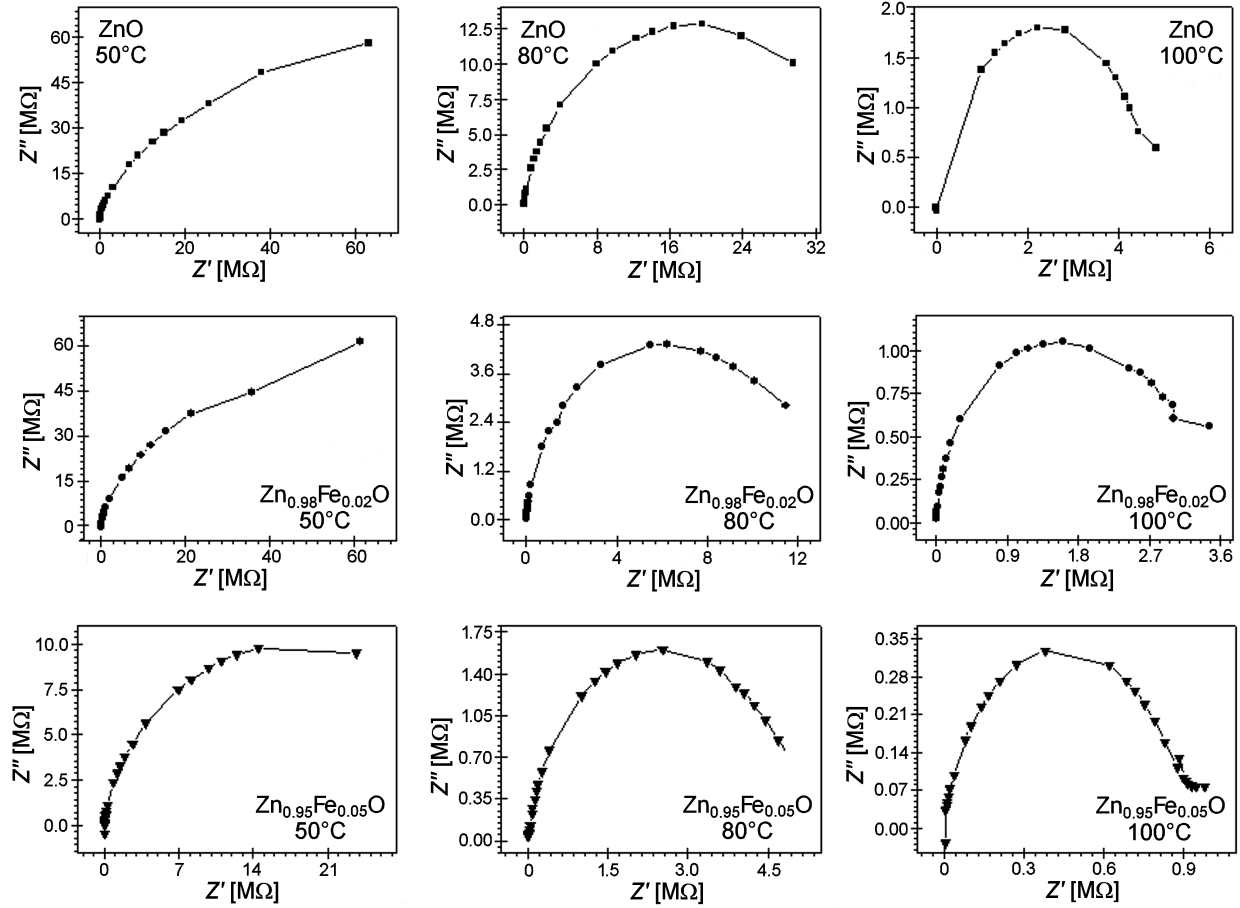 ZnO
50°C
60
45
30
15
0
Z″ [MΩ]
0 20 40 60
Z′ [MΩ]
ZnO
80°C
12.5
10.0
7.5
5.0
2.5
0.0
Z″ [MΩ]
0 8 16 24 32
Z′ [MΩ]
ZnO
100°C
2.0
1.5
1.0
0.5
0.0
Z″ [MΩ]
0 2 4 6
Z′ [MΩ]
60
45
30
15
0
Z″ [MΩ]
Zn0.98Fe0.02O
50°C
0 20 40 60
Z′ [MΩ]
4.8
3.6
2.4
1.2
0.0
Z″ [MΩ]
Zn0.98Fe0.02O
80°C
0 4 8 12
Z′ [MΩ]
1.00
0.75
0.50
0.25
0.00
Z″ [MΩ]
Zn0.98Fe0.02O
100°C
0 0.9 1.8 2.7 3.6
Z′ [MΩ]
10.0
7.5
5.0
2.5
0.0
Z″ [MΩ]
Zn0.95Fe0.05O
50°C
0 7 14 21
Z′ [MΩ]
1.75
1.40
1.05
0.70
0.35
0.00
Z″ [MΩ]
Zn0.95Fe0.05O
80°C
0 1.5 3.0 4.5
Z′ [MΩ]
0.35
0.28
0.21
0.14
0.07
0.00
Z″ [MΩ]
Zn0.95Fe0.05O
100°C
0 0.3 0.6 0.9
Z′ [MΩ]